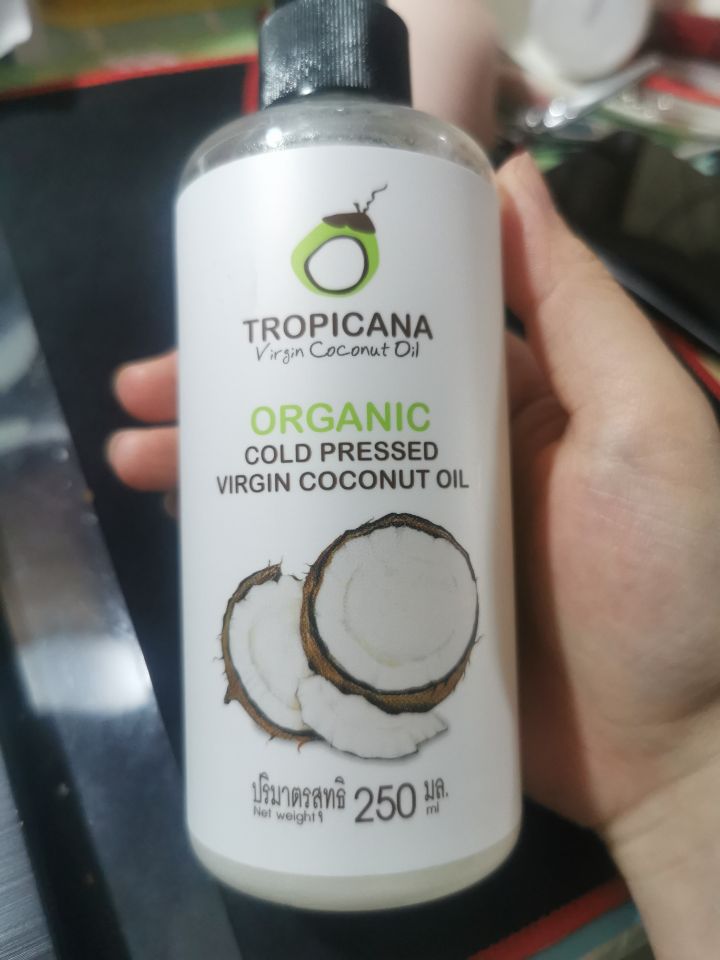 TROPICANA
Virgin Coconut Oil
ORGANIC
COLD PRESSED
VIRGIN COCONUT OIL
ปริมาตรสุทธิ 250 มล.
Net weight ml